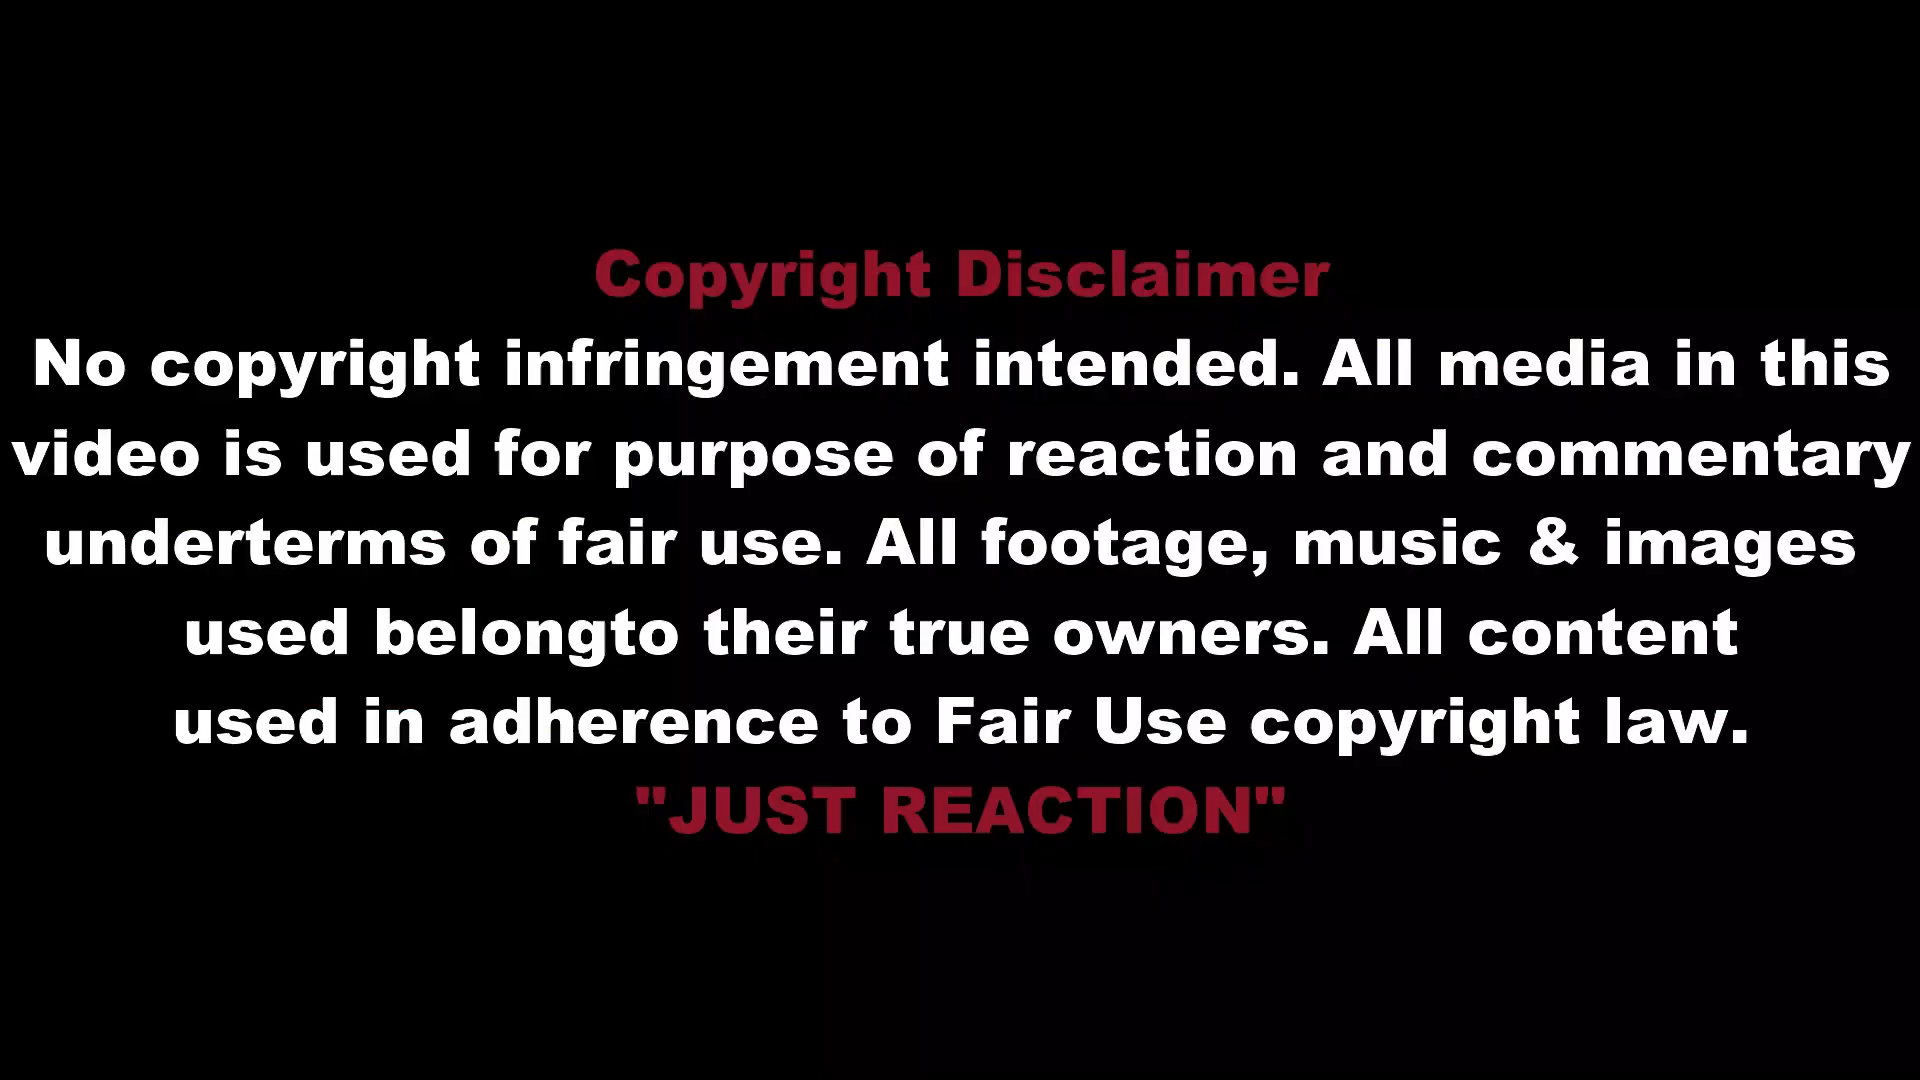 Copyright Disclaimer
No copyright infringement intended. All media in this
video is used for purpose of reaction and commentary
underterms of fair use. All footage, music & images
used belongto their true owners. All content
used in adherence to Fair Use copyright law.
"JUST REACTION"